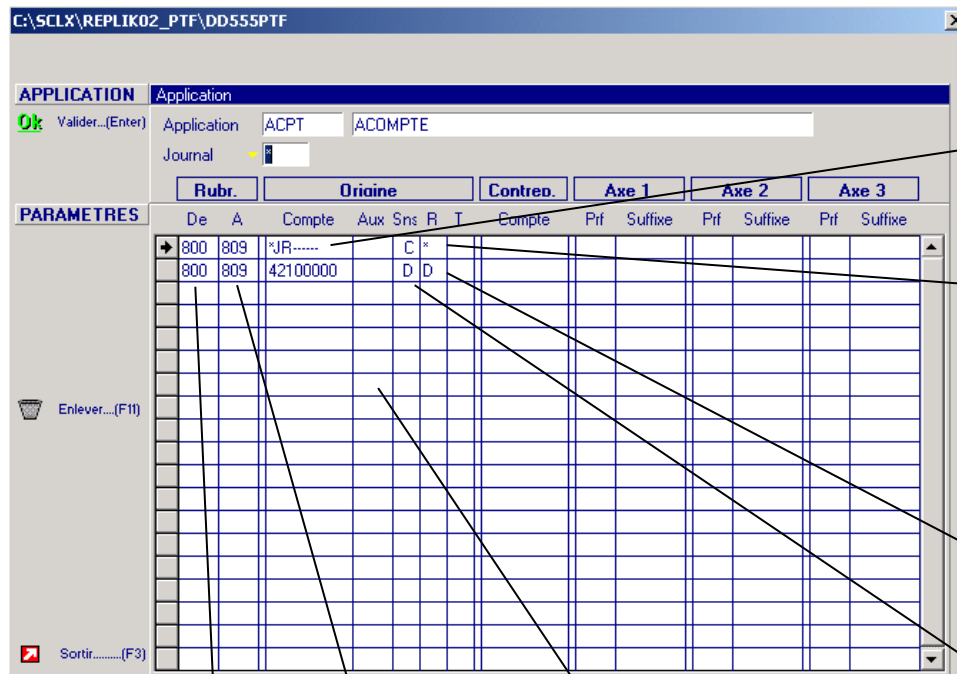 C:\SCLX\REPLIK02_PTF\DD555PTF
APPLICATION Application
Ok Valider...(Enter) Application ACPT ACOMPTE
Journal *
Rubr. Origine Contrep. Axe 1 Axe 2 Axe 3
PARAMETRES De A Compte Aux Sns R T Compte Prf Suffixe Prf Suffixe Prf Suffixe
800 809 *JR------ C *
800 809 42100000 D D
Enlever....(F11)
Sortir.........(F3)